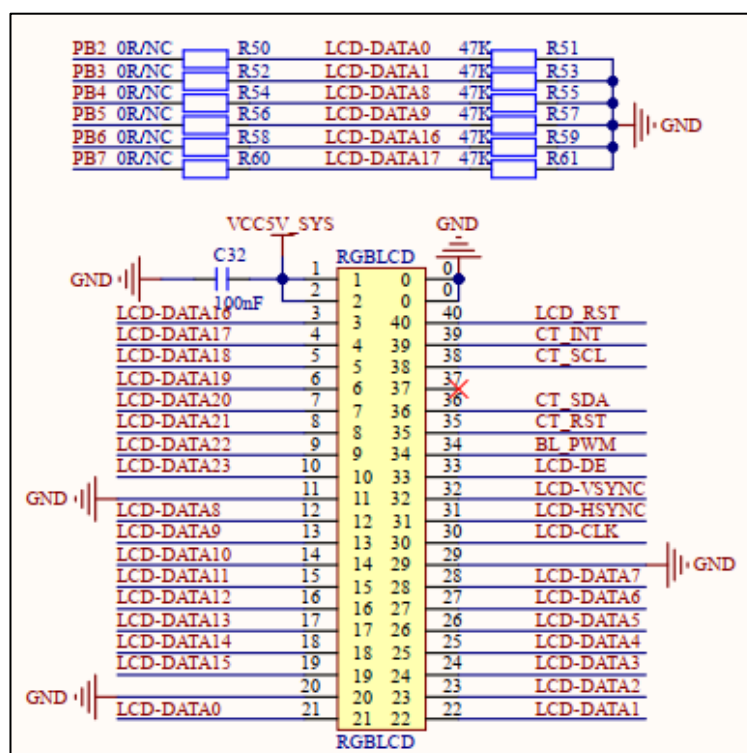 PB2 0R/NC R50 LCD-DATA0 47K R51
PB3 0R/NC R52 LCD-DATA1 47K R53
PB4 0R/NC R54 LCD-DATA8 47K R55
PB5 0R/NC R56 LCD-DATA9 47K R57
GND
PB6 0R/NC R58 LCD-DATA16 47K R59
PB7 0R/NC R60 LCD-DATA17 47K R61
VCC5V_SYS GND
C32 RGBLCD
GND 1 1 0 0
100nF 2 2 0 0
LCD-DATA16 3 3 40 40 LCD_RST
LCD-DATA17 4 4 39 39 CT_INT
LCD-DATA18 5 5 38 38 CT_SCL
LCD-DATA19 6 6 37 37
LCD-DATA20 7 7 36 36 CT_SDA
LCD-DATA21 8 8 35 35 CT_RST
LCD-DATA22 9 9 34 34 BL_PWM
LCD-DATA23 10 10 33 33 LCD-DE
GND 11 11 32 32 LCD-VSYNC
LCD-DATA8 12 12 31 31 LCD-HSYNC
LCD-DATA9 13 13 30 30 LCD-CLK
LCD-DATA10 14 14 29 29 GND
LCD-DATA11 15 15 28 28 LCD-DATA7
LCD-DATA12 16 16 27 27 LCD-DATA6
LCD-DATA13 17 17 26 26 LCD-DATA5
LCD-DATA14 18 18 25 25 LCD-DATA4
LCD-DATA15 19 19 24 24 LCD-DATA3
GND 20 20 23 23 LCD-DATA2
LCD-DATA0 21 21 22 22 LCD-DATA1
RGBLCD